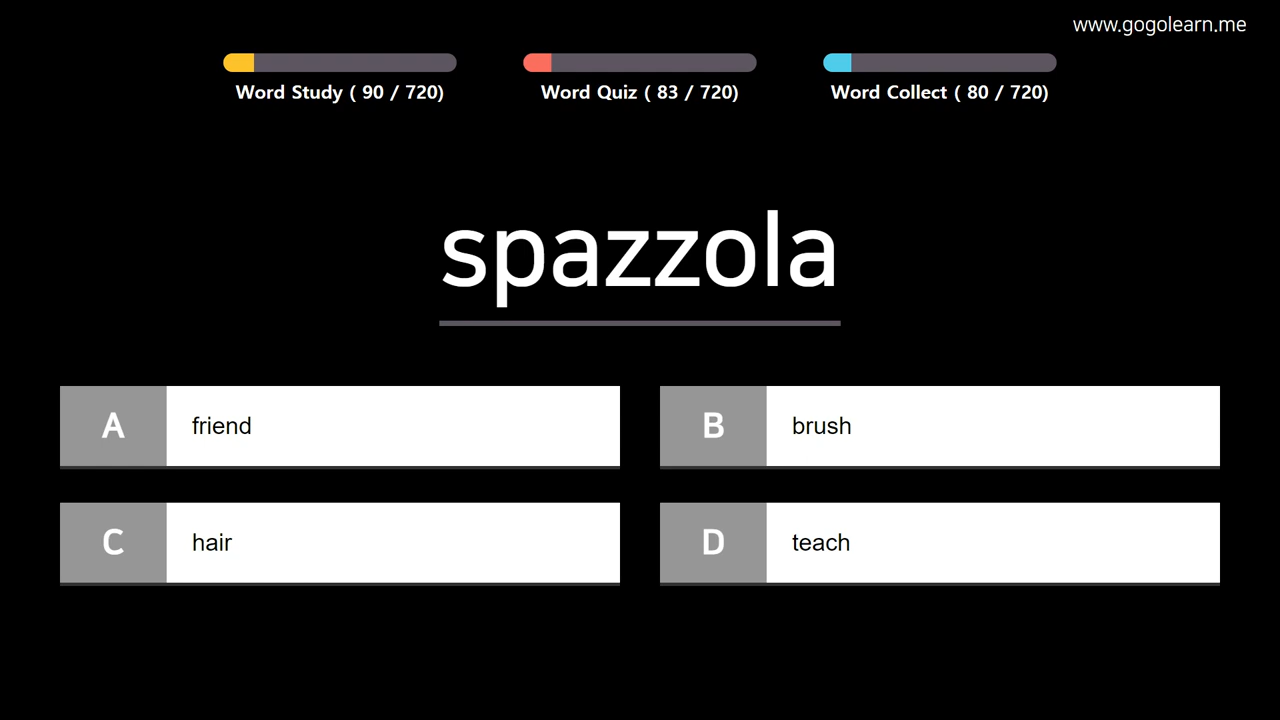 www.gogolearn.me
Word Study ( 90 / 720)
Word Quiz ( 83 / 720)
Word Collect ( 80 / 720)
spazzola
A friend
B brush
C hair
D teach